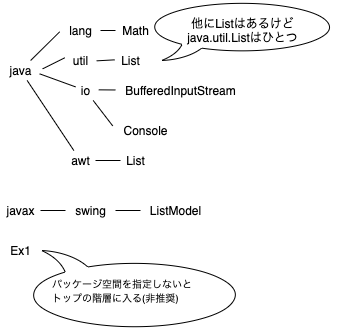 lang
Math
他にListはあるけど
java.util.Listはひとつ
java
util
List
io
BufferedInputStream
Console
awt
List
javax
swing
ListModel
Ex1
パッケージ空間を指定しないと
トップの階層に入る(非推奨)